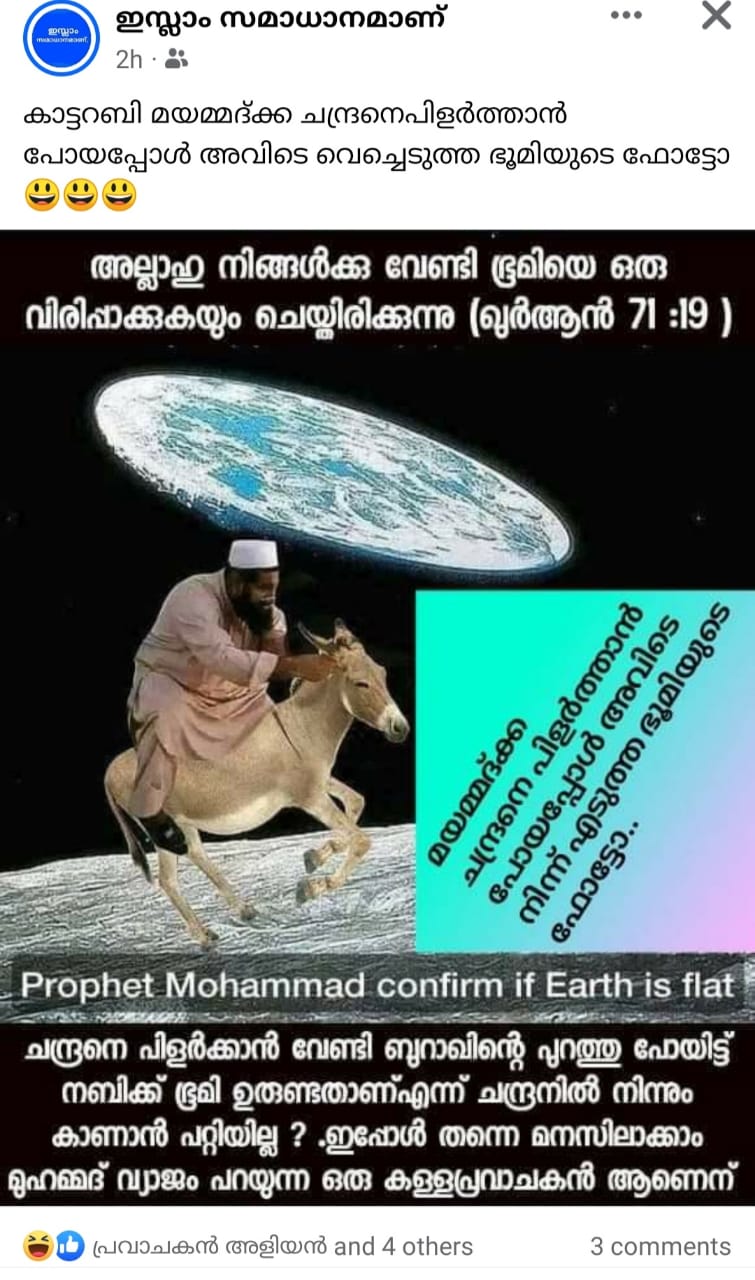 ഇസ്ലാം സമാധാനമാണ്
ഇസ്ലാം
സമാധാനമാണ്.
2h ·
കാട്ടറബി മയമ്മദ്ക്ക ചന്ദ്രനെപിളർത്താൻ
പോയപ്പോൾ അവിടെ വെച്ചെടുത്ത ഭൂമിയുടെ ഫോട്ടോ
😃😃😃
അല്ലാഹു നിങ്ങൾക്കു വേണ്ടി ഭൂമിയെ ഒരു
വിരിപ്പാക്കുകയും ചെയ്തിരിക്കുന്നു (ഖുർആൻ 71 :19 )
മയമ്മദ്ക്ക
ചന്ദ്രനെ പിളർത്താൻ
പോയപ്പോൾ അവിടെ
നിന്ന് എടുത്ത ഭൂമിയുടെ
ഫോട്ടോ..
Prophet Mohammad confirm if Earth is flat
ചന്ദ്രനെ പിളർക്കാൻ വേണ്ടി ബുറാഖിന്റെ പുറത്തു പോയിട്ട്
നബിക്ക് ഭൂമി ഉരുണ്ടതാണ്എന്ന് ചന്ദ്രനിൽ നിന്നും
കാണാൻ പറ്റിയില്ല ? .ഇപ്പോൾ തന്നെ മനസിലാക്കാം
മുഹമ്മദ് വ്യാജം പറയുന്ന ഒരു കള്ളപ്രവാചകൻ ആണെന്
പ്രവാചകൻ അളിയൻ and 4 others
3 comments